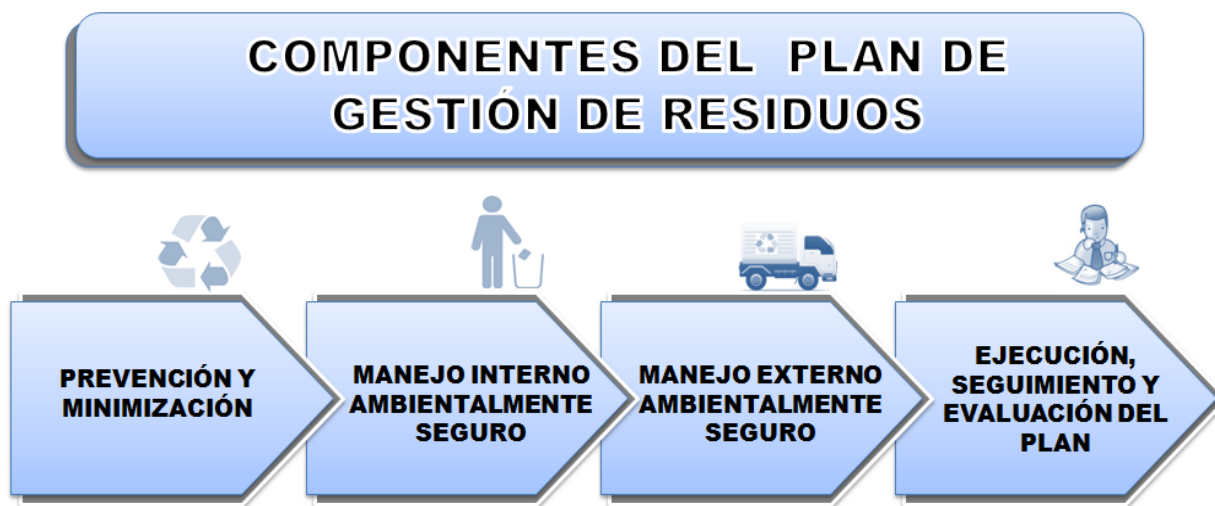 COMPONENTES DEL PLAN DE
GESTIÓN DE RESIDUOS
PREVENCIÓN Y
MINIMIZACIÓN
MANEJO INTERNO
AMBIENTALMENTE
SEGURO
MANEJO EXTERNO
AMBIENTALMENTE
SEGURO
EJECUCIÓN,
SEGUIMIENTO Y
EVALUACIÓN DEL
PLAN